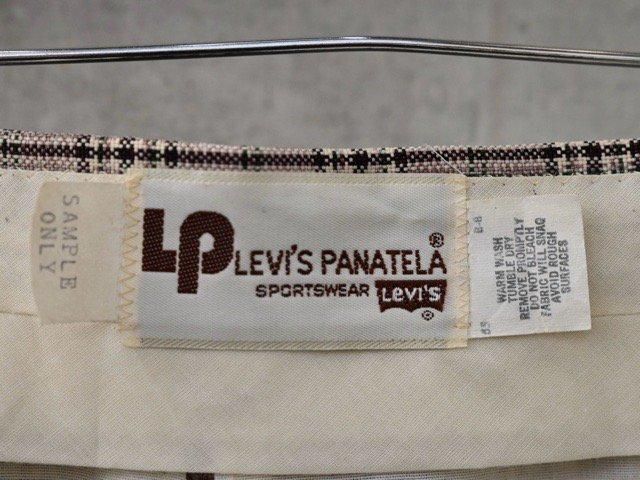 SAMPLE
ONLY
LP
LEVI'S PANATELA ®
SPORTSWEAR LEVI'S
®
WARM WASH
TUMBLE DRY
REMOVE PROMPTLY
DO NOT BLEACH
FABRIC WILL SNAG
AVOID ROUGH
SURFACES